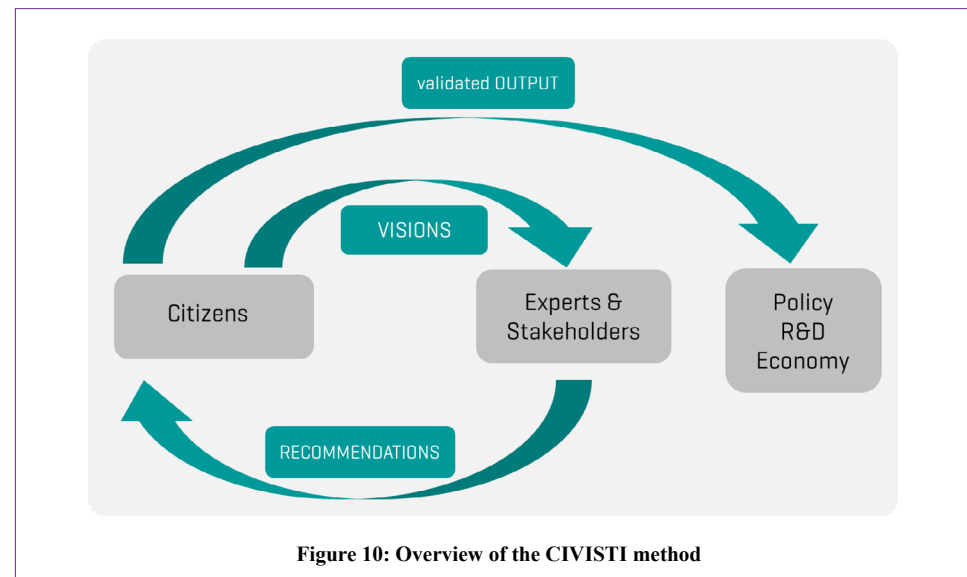 validated OUTPUT
VISIONS
Citizens
Experts &
Stakeholders
Policy
R&D
Economy
RECOMMENDATIONS
Figure 10: Overview of the CIVISTI method